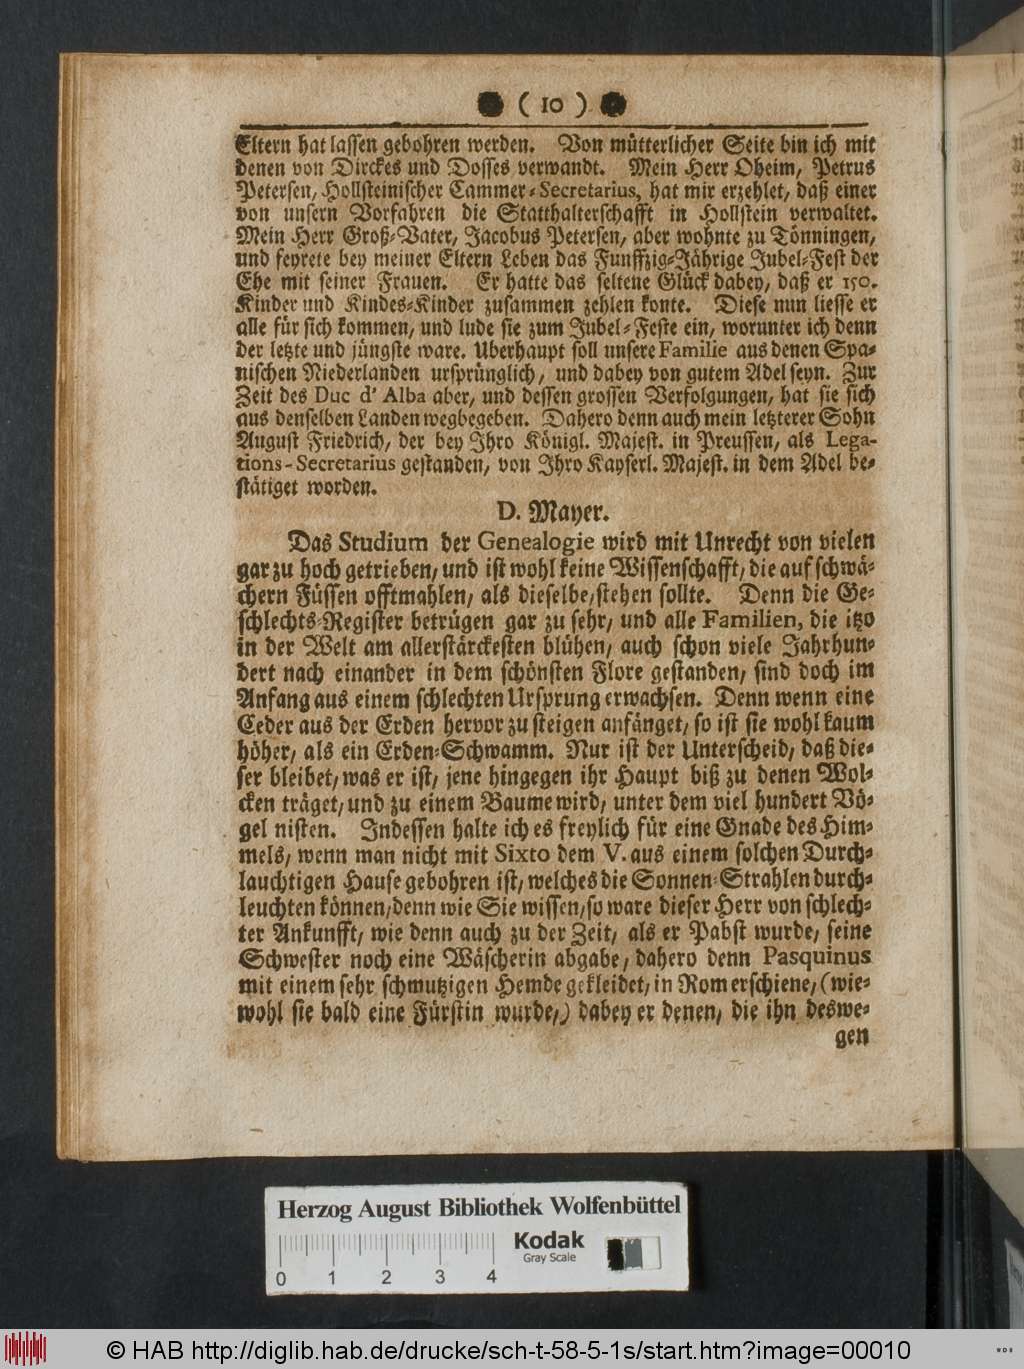 ( 10 )
Eltern hat lassen gebohren werden. Von mütterlicher Seite bin ich mit
denen von Dirckes und Dosses verwandt. Mein Herr Oheim, Petrus
Petersen, Hollsteinischer Cammer-Secretarius, hat mir erzehlet, daß einer
von unsern Vorfahren die Statthalterschafft in Hollstein verwaltet.
Mein Herr Groß-Vater, Jacobus Petersen, aber wohnte zu Tönningen,
und feyrete bey meiner Eltern Leben das Funffzig-Jährige Jubel-Fest der
Ehe mit seiner Frauen. Er hatte das seltene Glück dabey, daß er 150.
Kinder und Kindes-Kinder zusammen zehlen konte. Diese nun liesse er
alle für sich kommen, und lude sie zum Jubel-Feste ein, worunter ich denn
der letzte und jüngste ware. Uberhaupt soll unsere Familie aus denen Spa-
nischen Niederlanden ursprünglich, und dabey von gutem Adel seyn. Zur
Zeit des Duc d' Alba aber, und dessen grossen Verfolgungen, hat sie sich
aus denselben Landen wegbegeben. Dahero denn auch mein letzterer Sohn
August Friedrich, der bey Ihro Königl. Majest. in Preussen, als Lega-
tions-Secretarius gestanden, von Ihro Kayserl. Majest. in dem Adel be-
stätiget worden.
D. Mayer.
Das Studium der Genealogie wird mit Unrecht von vielen
gar zu hoch getrieben, und ist wohl keine Wissenschafft, die auf schwä-
chern Füssen offtmahlen, als dieselbe, stehen sollte. Denn die Ge-
schlechts-Register betrügen gar zu sehr, und alle Familien, die itzo
in der Welt am allerstärckesten blühen, auch schon viele Jahrhun-
dert nach einander in dem schönsten Flore gestanden, sind doch im
Anfang aus einem schlechten Ursprung erwachsen. Denn wenn eine
Ceder aus der Erden hervor zu steigen anfänget, so ist sie wohl kaum
höher, als ein Erden-Schwamm. Nur ist der Unterscheid, daß die-
ser bleibet, was er ist, jene hingegen ihr Haupt biß zu denen Wol-
cken träget, und zu einem Baume wird, unter dem viel hundert Vö-
gel nisten. Indessen halte ich es freylich für eine Gnade des Him-
mels, wenn man nicht mit Sixto dem V. aus einem solchen Durch-
lauchtigen Hause gebohren ist, welches die Sonnen-Strahlen durch-
leuchten können, denn wie Sie wissen, so ware dieser Herr von schlech-
ter Ankunfft, wie denn auch zu der Zeit, als er Pabst wurde, seine
Schwester noch eine Wäscherin abgabe, dahero denn Pasquinus
mit einem sehr schmutzigen Hemde gekleidet, in Rom erschiene, (wie-
wohl sie bald eine Fürstin wurde,) dabey er denen, die ihn deswe-
gen
Herzog August Bibliothek Wolfenbüttel
Kodak
Gray Scale
0 1 2 3 4
© HAB http://diglib.hab.de/drucke/sch-t-58-5-1s/start.htm?image=00010